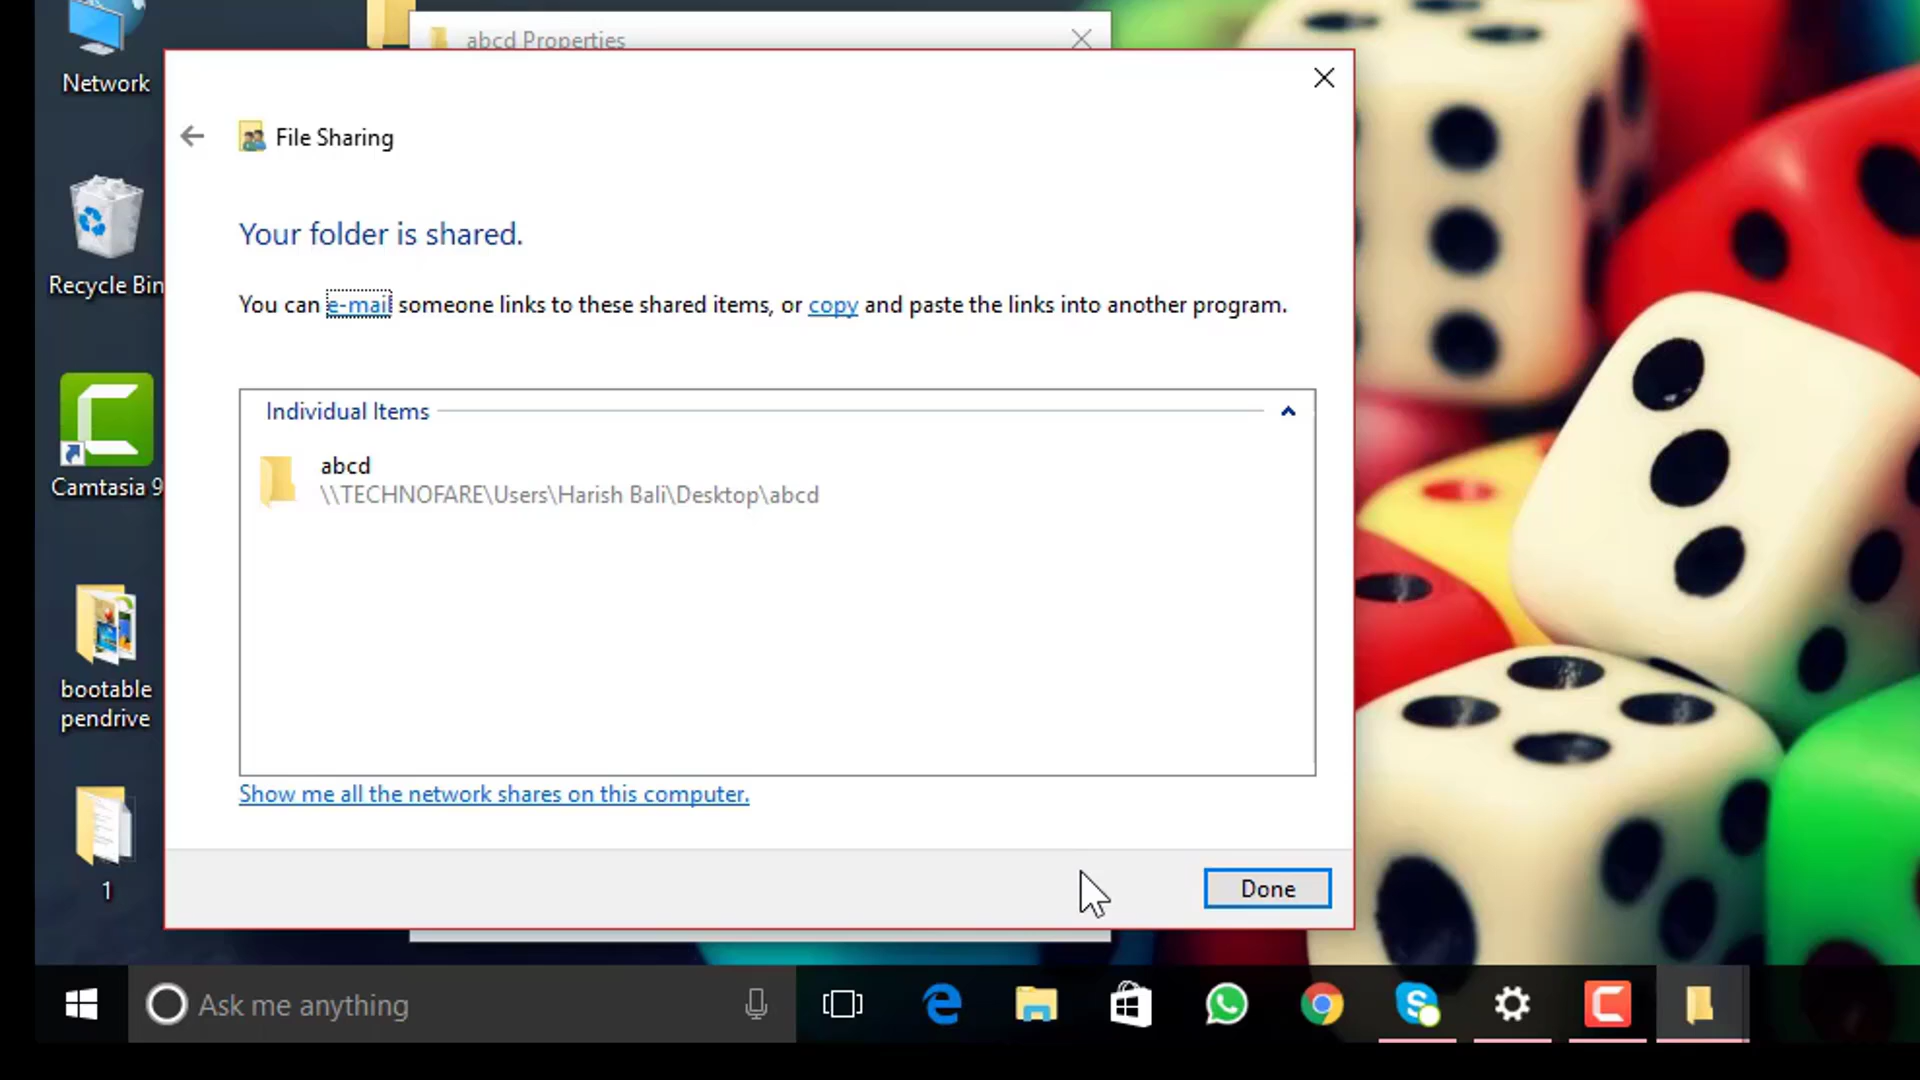 abcd Properties
Network
File Sharing
Your folder is shared.
Recycle Bin
You can e-mail someone links to these shared items, or copy and paste the links into another program.
Individual Items
abcd
\\TECHNOFARE\Users\Harish Bali\Desktop\abcd
Camtasia 9
bootable
pendrive
Show me all the network shares on this computer.
1
Done
Ask me anything